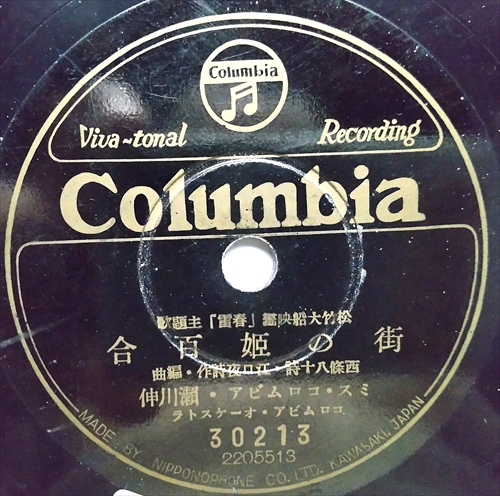 Columbia
Viva~tonal Recording
Columbia
松竹大船映畫「春雷」主題歌
街の姫百合
西條八十詩・江口夜詩作・編曲
ミス・コロムビア・瀬川伸
コロムビア・オーケストラ
30213
2205513
MADE BY NIPPONOPHONE CO. LTD. KAWASAKI, JAPAN